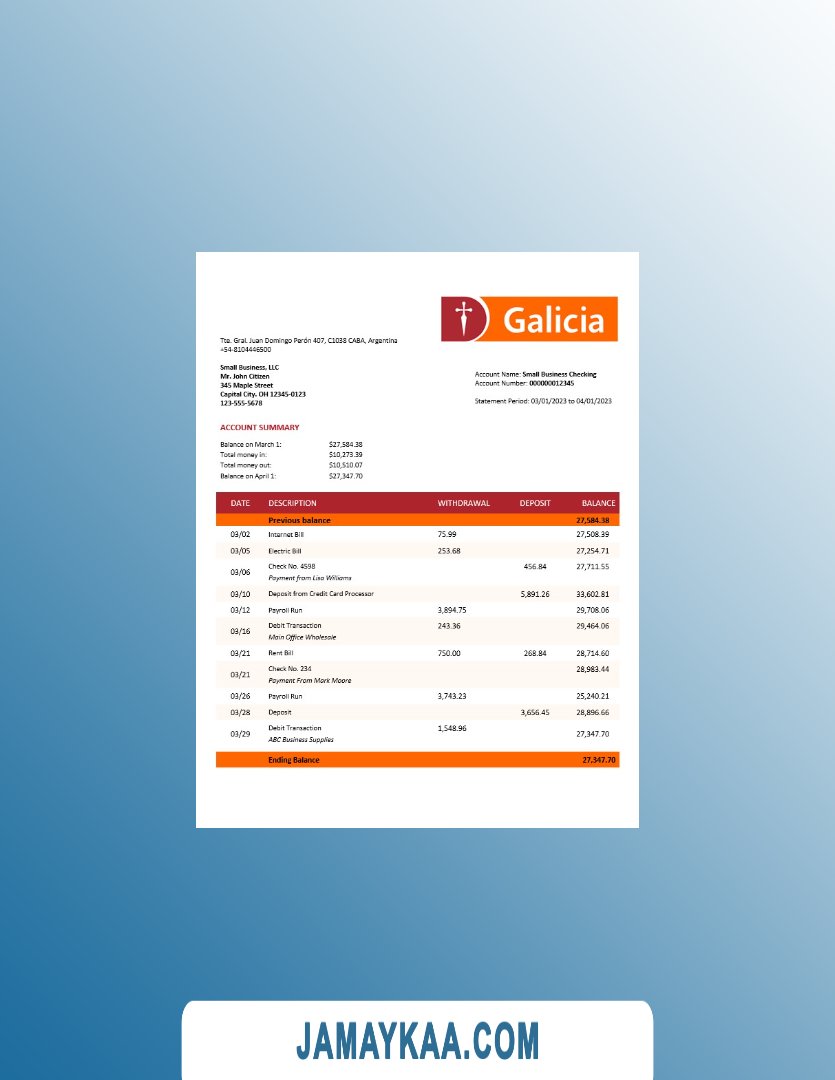 Galicia
Tte. Gral. Juan Domingo Perón 407, C1038 CABA, Argentina
+54-8104446500
Small Business, LLC
Mr. John Citizen
345 Maple Street
Capital City, OH 12345-0123
123-555-5678
Account Name: Small Business Checking
Account Number: 000000012345
Statement Period: 03/01/2023 to 04/01/2023
ACCOUNT SUMMARY
Balance on March 1: $27,584.38
Total money in: $10,273.39
Total money out: $10,510.07
Balance on April 1: $27,347.70
DATE DESCRIPTION WITHDRAWAL DEPOSIT BALANCE
Previous balance 27,584.38
03/02 Internet Bill 75.99 27,508.39
03/05 Electric Bill 253.68 27,254.71
03/06 Check No. 4598 456.84 27,711.55
Payment from Lisa Williams
03/10 Deposit from Credit Card Processor 5,891.26 33,602.81
03/12 Payroll Run 3,894.75 29,708.06
03/16 Debit Transaction 243.36 29,464.06
Main Office Wholesale
03/21 Rent Bill 750.00 268.84 28,714.60
03/21 Check No. 234 28,983.44
Payment From Mark Moore
03/26 Payroll Run 3,743.23 25,240.21
03/28 Deposit 3,656.45 28,896.66
03/29 Debit Transaction 1,548.96 27,347.70
ABC Business Supplies
Ending Balance 27,347.70
JAMAYKAA.COM